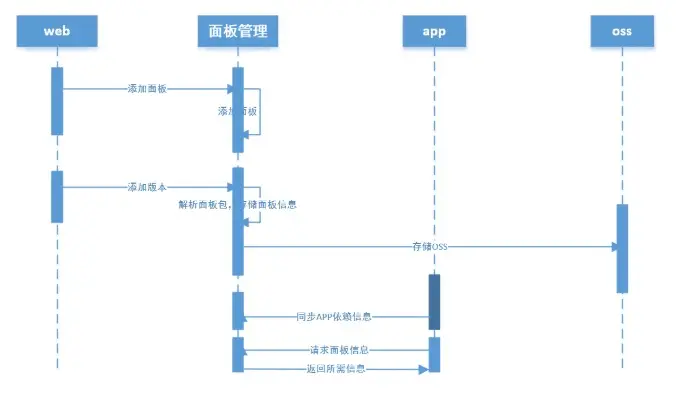 web
面板管理
app
oss
添加面板
添加面板
添加版本
解析面板包，存储面板信息
存储OSS
同步APP依赖信息
请求面板信息
返回所需信息